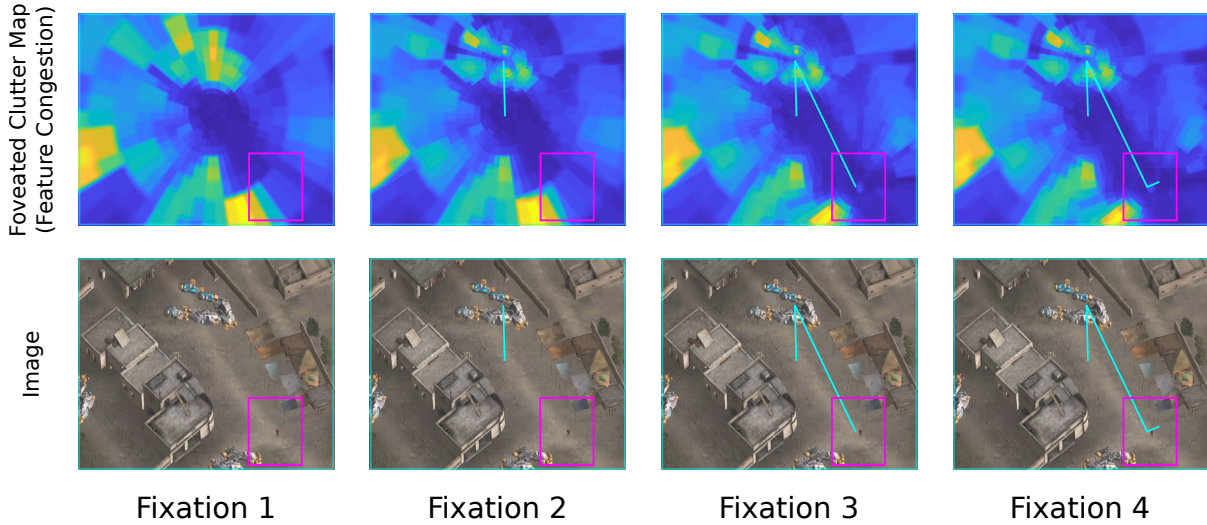 Foveated Clutter Map
(Feature Congestion)
Image
Fixation 1
Fixation 2
Fixation 3
Fixation 4